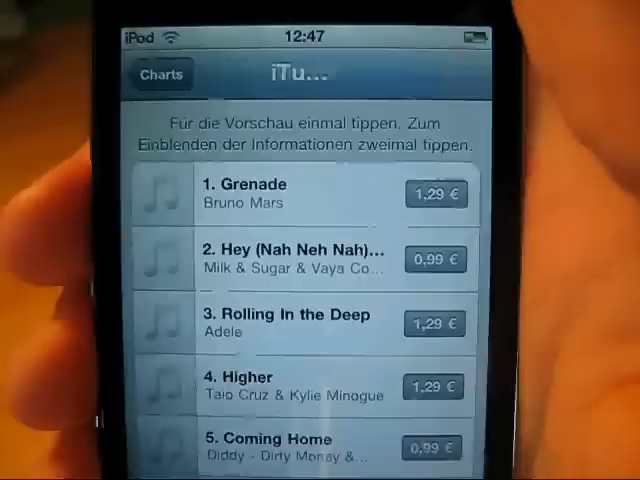 iPod 12:47
Charts iTu...
Für die Vorschau einmal tippen. Zum
Einblenden der Informationen zweimal tippen.
1. Grenade
Bruno Mars
1,29 €
2. Hey (Nah Neh Nah)...
Milk & Sugar & Vaya Co...
0,99 €
3. Rolling In the Deep
Adele
1,29 €
4. Higher
Taio Cruz & Kylie Minogue
1,29 €
5. Coming Home
Diddy - Dirty Money &...
0,99 €